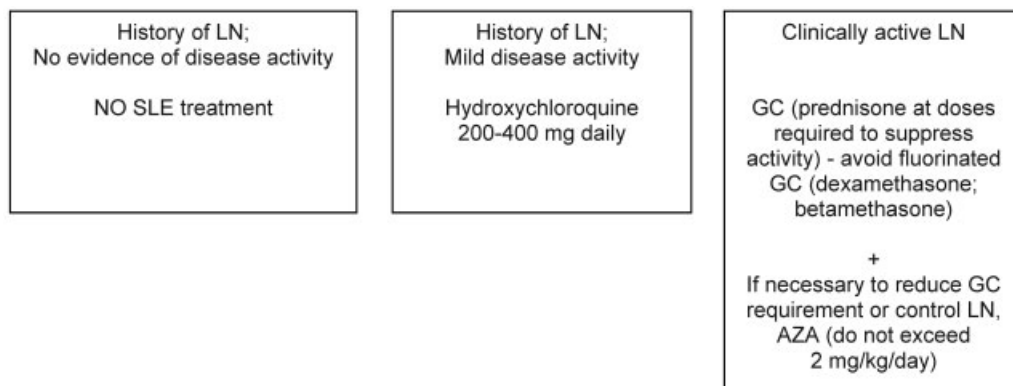 History of LN;
No evidence of disease activity
NO SLE treatment
History of LN;
Mild disease activity
Hydroxychloroquine
200-400 mg daily
Clinically active LN
GC (prednisone at doses
required to suppress
activity) - avoid fluorinated
GC (dexamethasone;
betamethasone)
+
If necessary to reduce GC
requirement or control LN,
AZA (do not exceed
2 mg/kg/day)